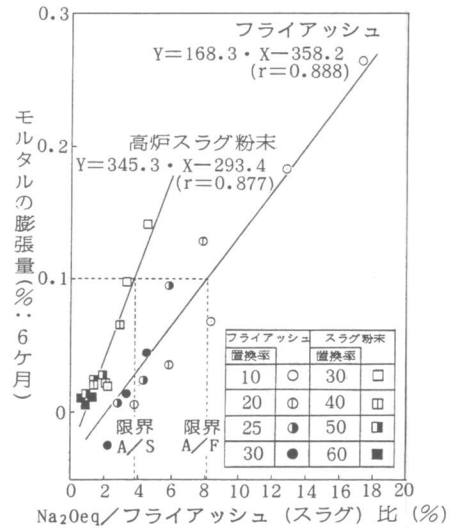 フライアッシュ
Y=168.3・X-358.2
(r=0.888)
高炉スラグ粉末
Y=345.3・X-293.4
(r=0.877)
モルタルの膨張量(%:6ケ月)
0.3
0.2
0.1
0
限界
A/S
限界
A/F
フライアッシュ スラグ粉末
置換率 置換率
10 ○ 30 □
20 40
25 ◑ 50
30 ● 60 ■
0 2 4 6 8 10 12 14 16 18 20
Na₂Oeq/フライアッシュ(スラグ)比(%)